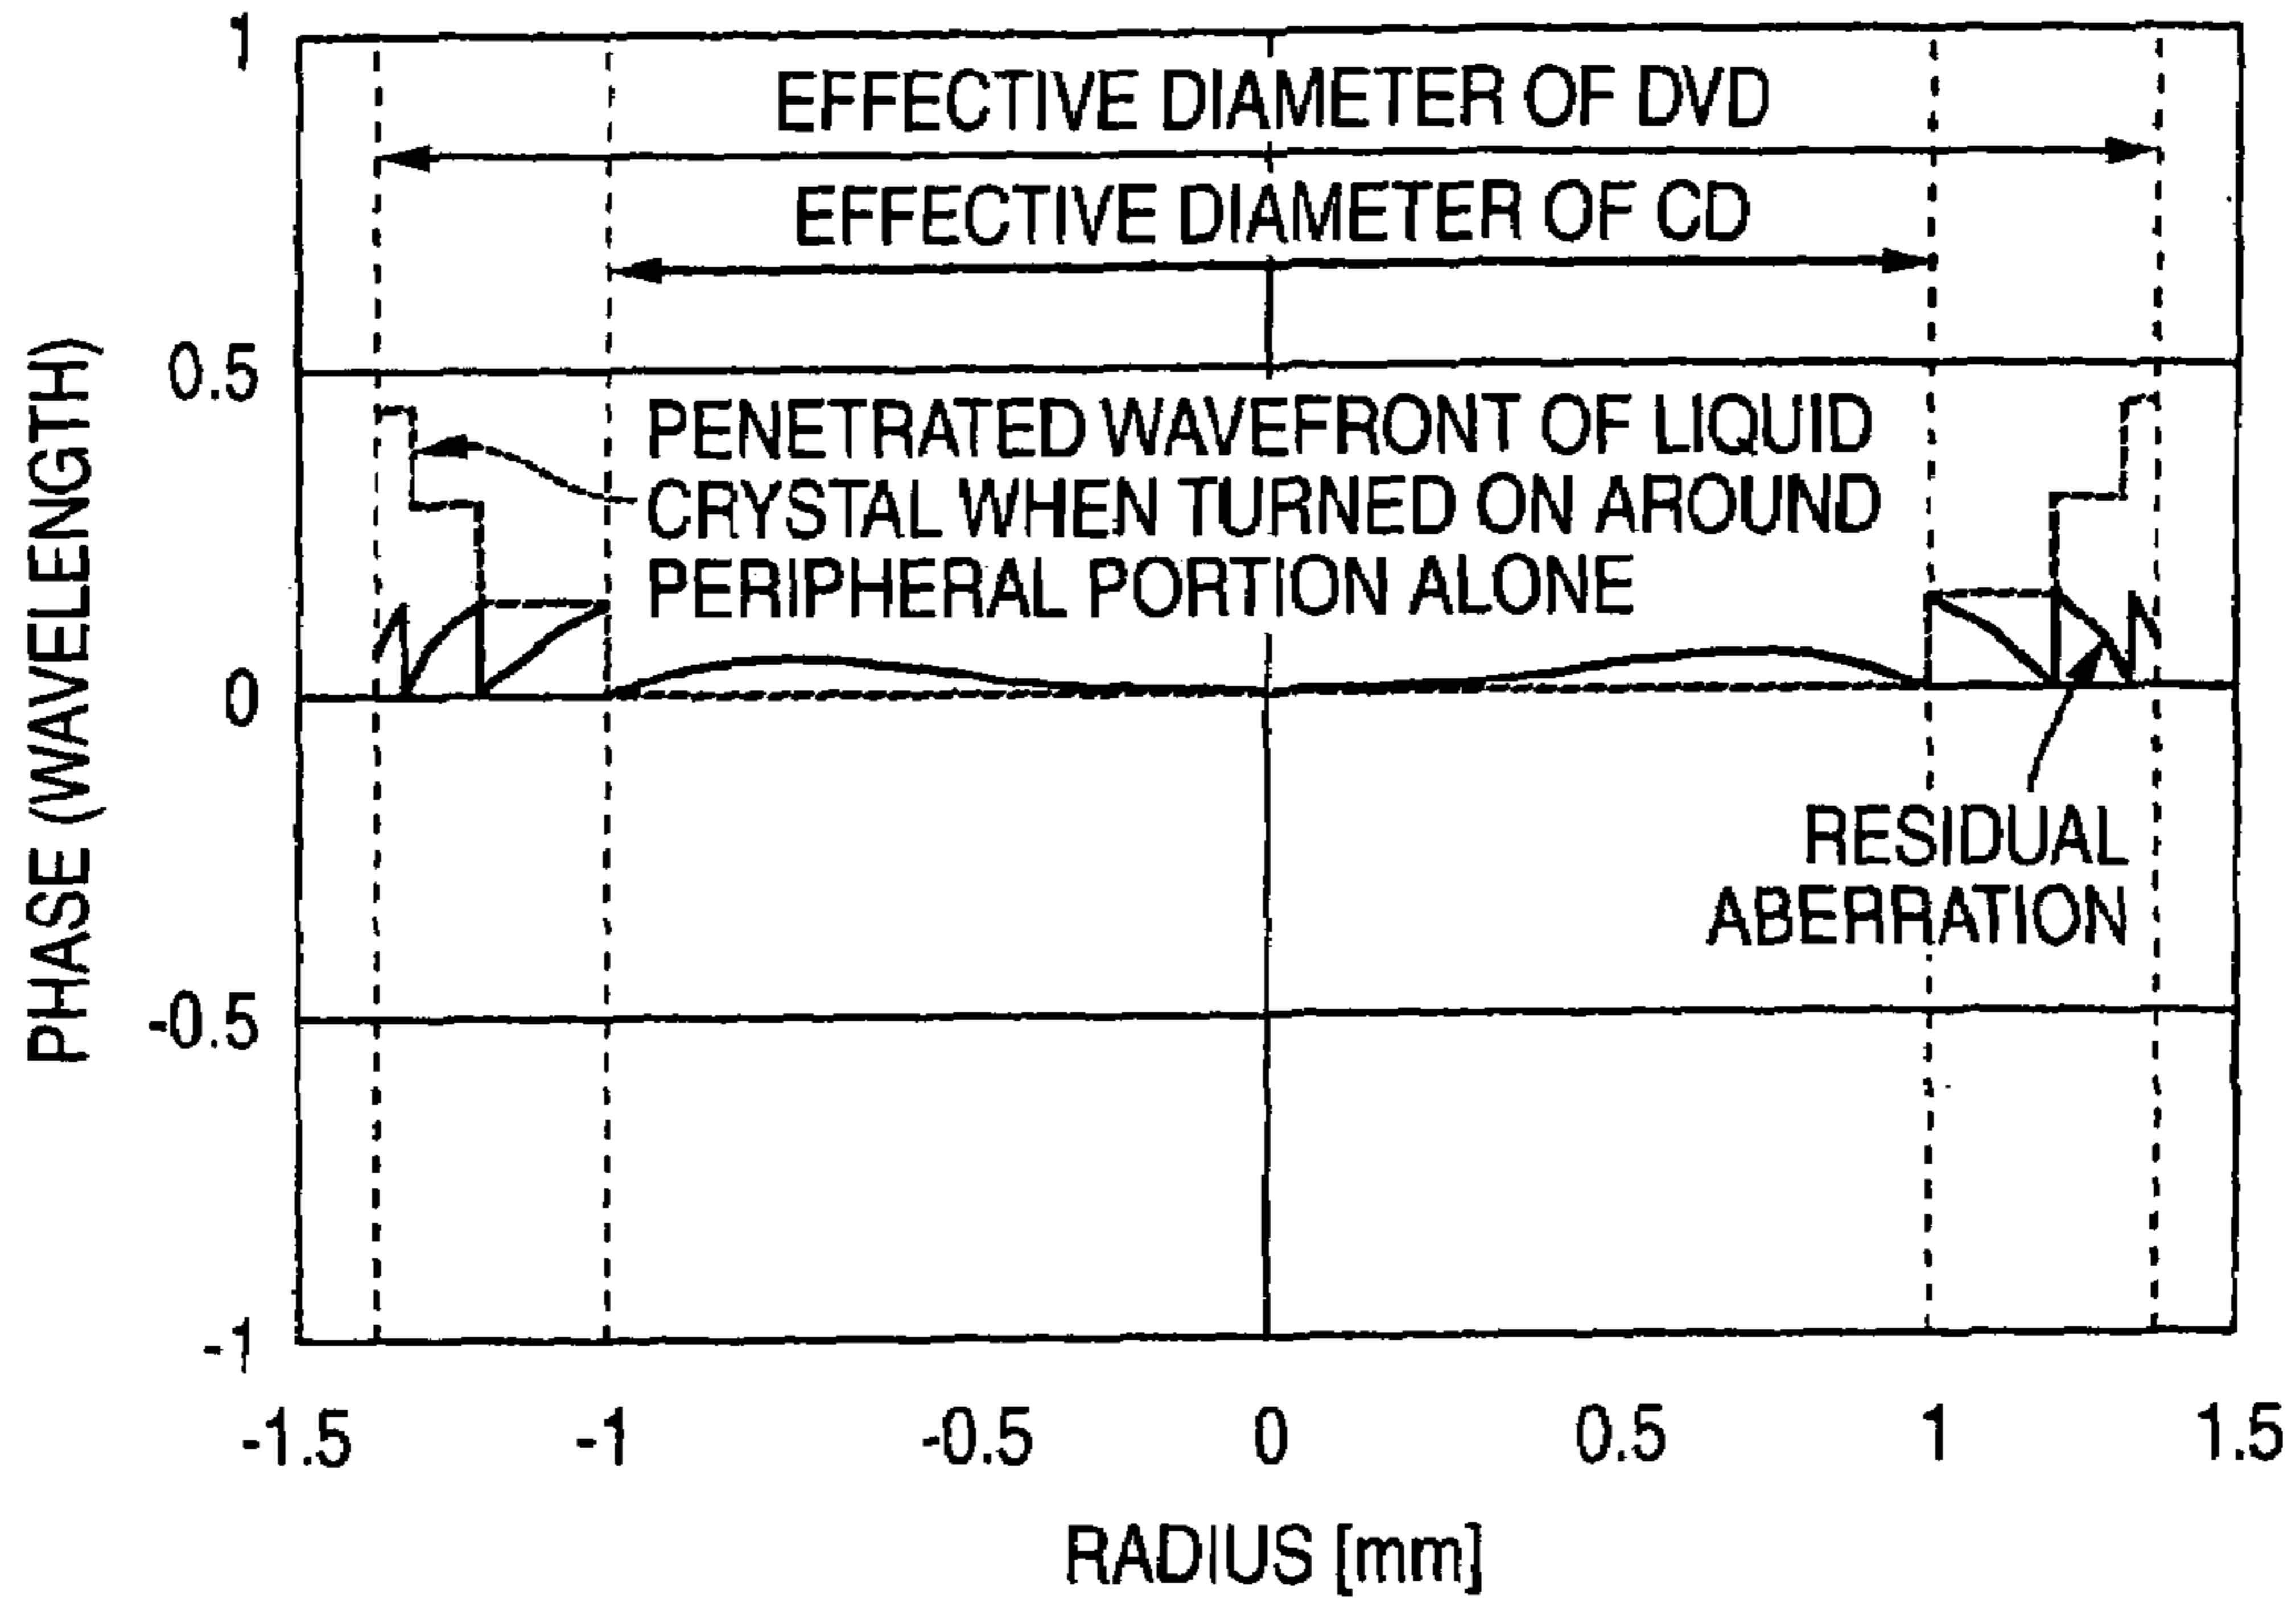 1
EFFECTIVE DIAMETER OF DVD
EFFECTIVE DIAMETER OF CD
0.5
PENETRATED WAVEFRONT OF LIQUID
CRYSTAL WHEN TURNED ON AROUND
PERIPHERAL PORTION ALONE
PHASE (WAVELENGTH)
0
RESIDUAL
ABERRATION
-0.5
-1
-1.5 -1 -0.5 0 0.5 1 1.5
RADIUS [mm]